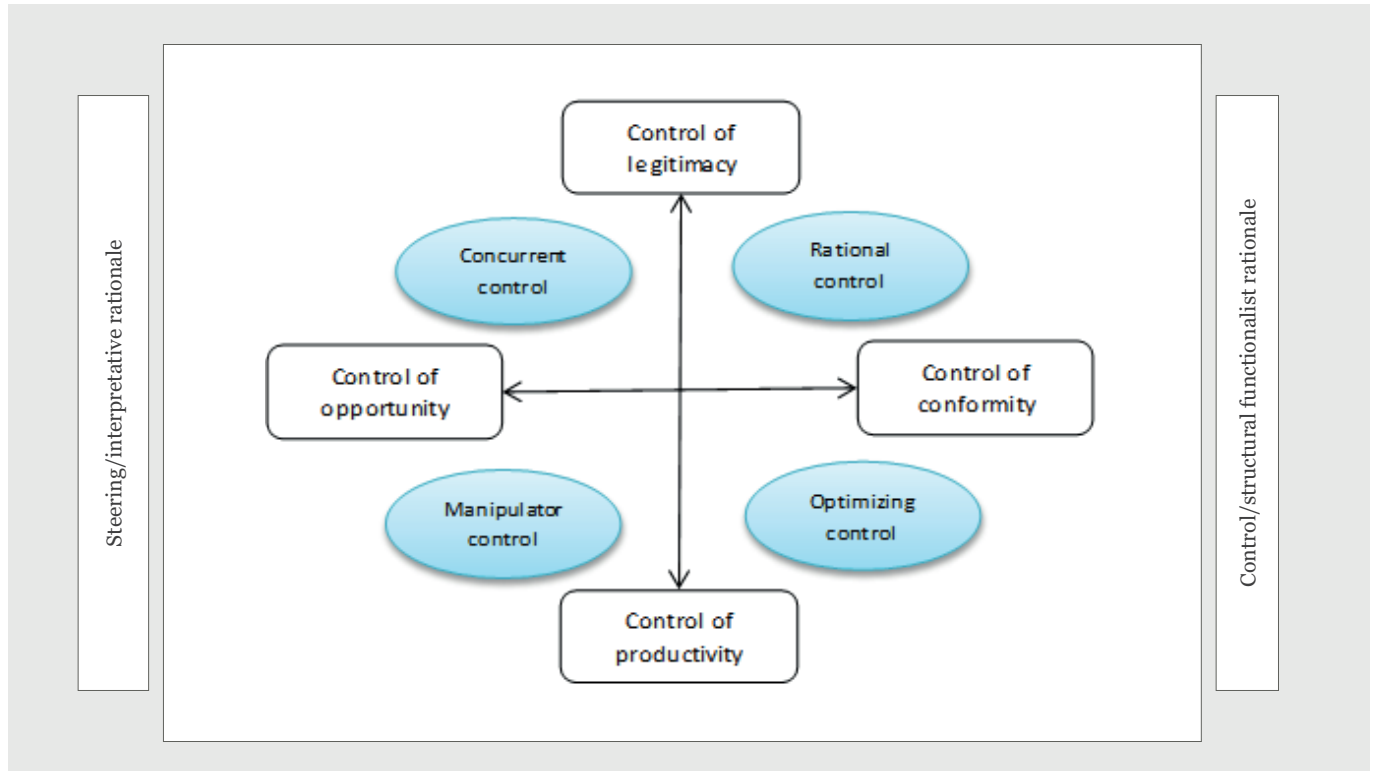 Steering/interpretative rationale
Control of
legitimacy
Concurrent
control
Rational
control
Control of
opportunity
Control of
conformity
Manipulator
control
Optimizing
control
Control of
productivity
Control/structural functionalist rationale